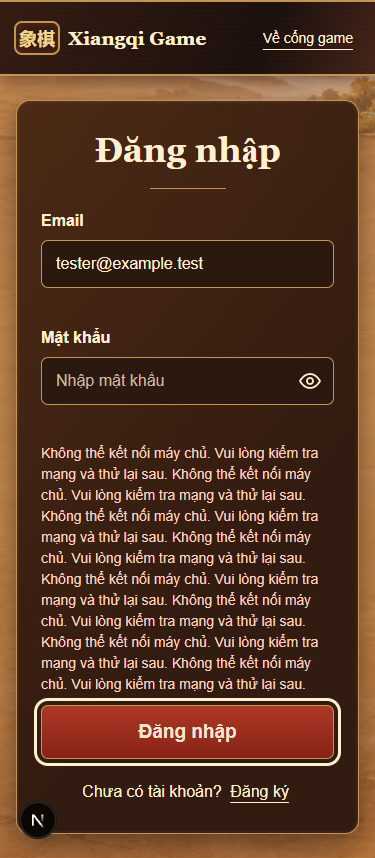 象棋 Xiangqi Game Về cổng game
Đăng nhập
Email
tester@example.test
Mật khẩu
Nhập mật khẩu
Không thể kết nối máy chủ. Vui lòng kiểm tra
mạng và thử lại sau. Không thể kết nối máy
chủ. Vui lòng kiểm tra mạng và thử lại sau.
Không thể kết nối máy chủ. Vui lòng kiểm tra
mạng và thử lại sau. Không thể kết nối máy
chủ. Vui lòng kiểm tra mạng và thử lại sau.
Không thể kết nối máy chủ. Vui lòng kiểm tra
mạng và thử lại sau. Không thể kết nối máy
chủ. Vui lòng kiểm tra mạng và thử lại sau.
Không thể kết nối máy chủ. Vui lòng kiểm tra
mạng và thử lại sau. Không thể kết nối máy
chủ. Vui lòng kiểm tra mạng và thử lại sau.
Đăng nhập
Chưa có tài khoản? Đăng ký
N